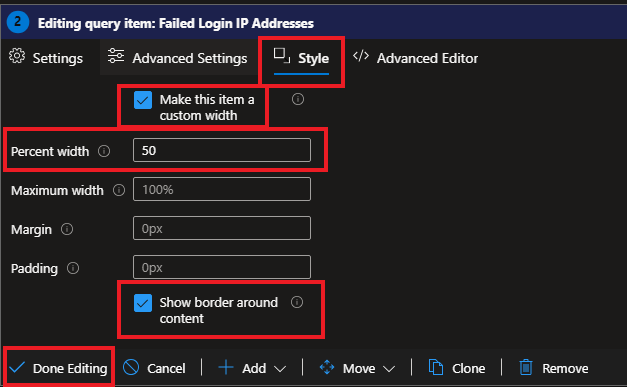 2 Editing query item: Failed Login IP Addresses
Settings Advanced Settings Style </> Advanced Editor
Make this item a
custom width
Percent width 50
Maximum width 100%
Margin 0px
Padding 0px
Show border around
content
Done Editing Cancel Add Move Clone Remove